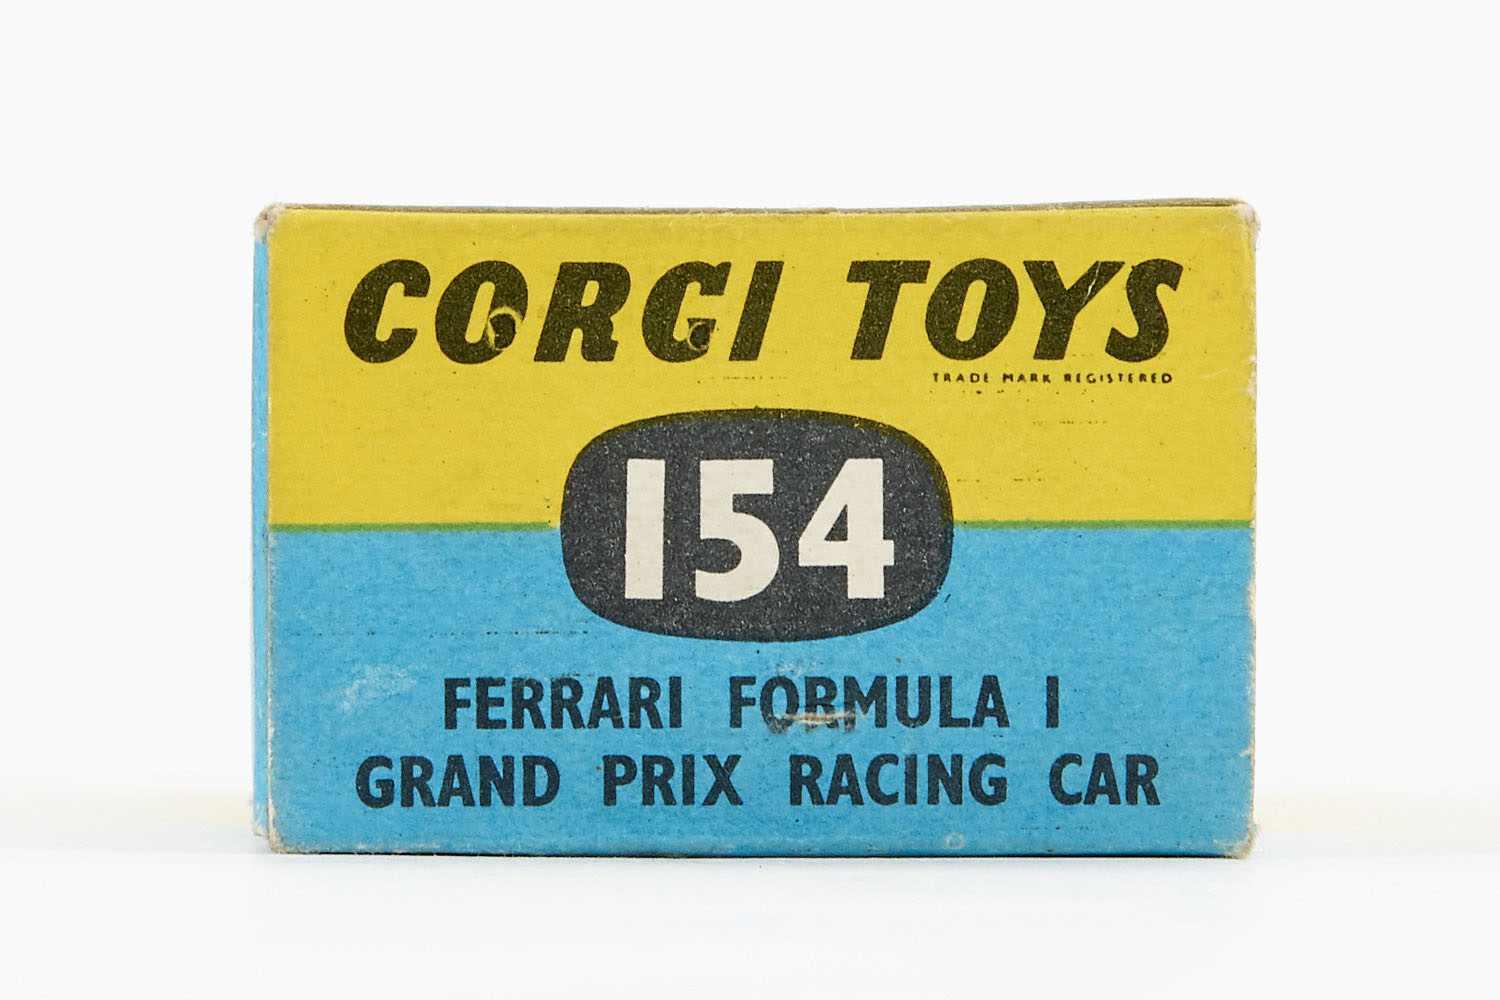 CORGI TOYS
TRADE MARK REGISTERED
154
FERRARI FORMULA I
GRAND PRIX RACING CAR